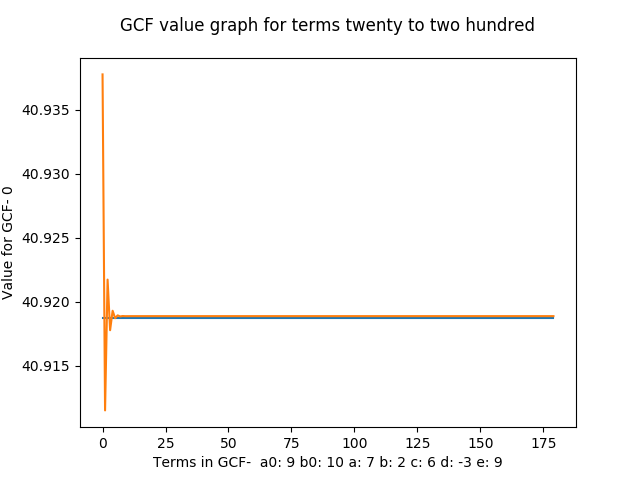 GCF value graph for terms twenty to two hundred
40.935
40.930
40.925
40.920
40.915
Value for GCF- 0
0 25 50 75 100 125 150 175
Terms in GCF-  a0: 9 b0: 10 a: 7 b: 2 c: 6 d: -3 e: 9